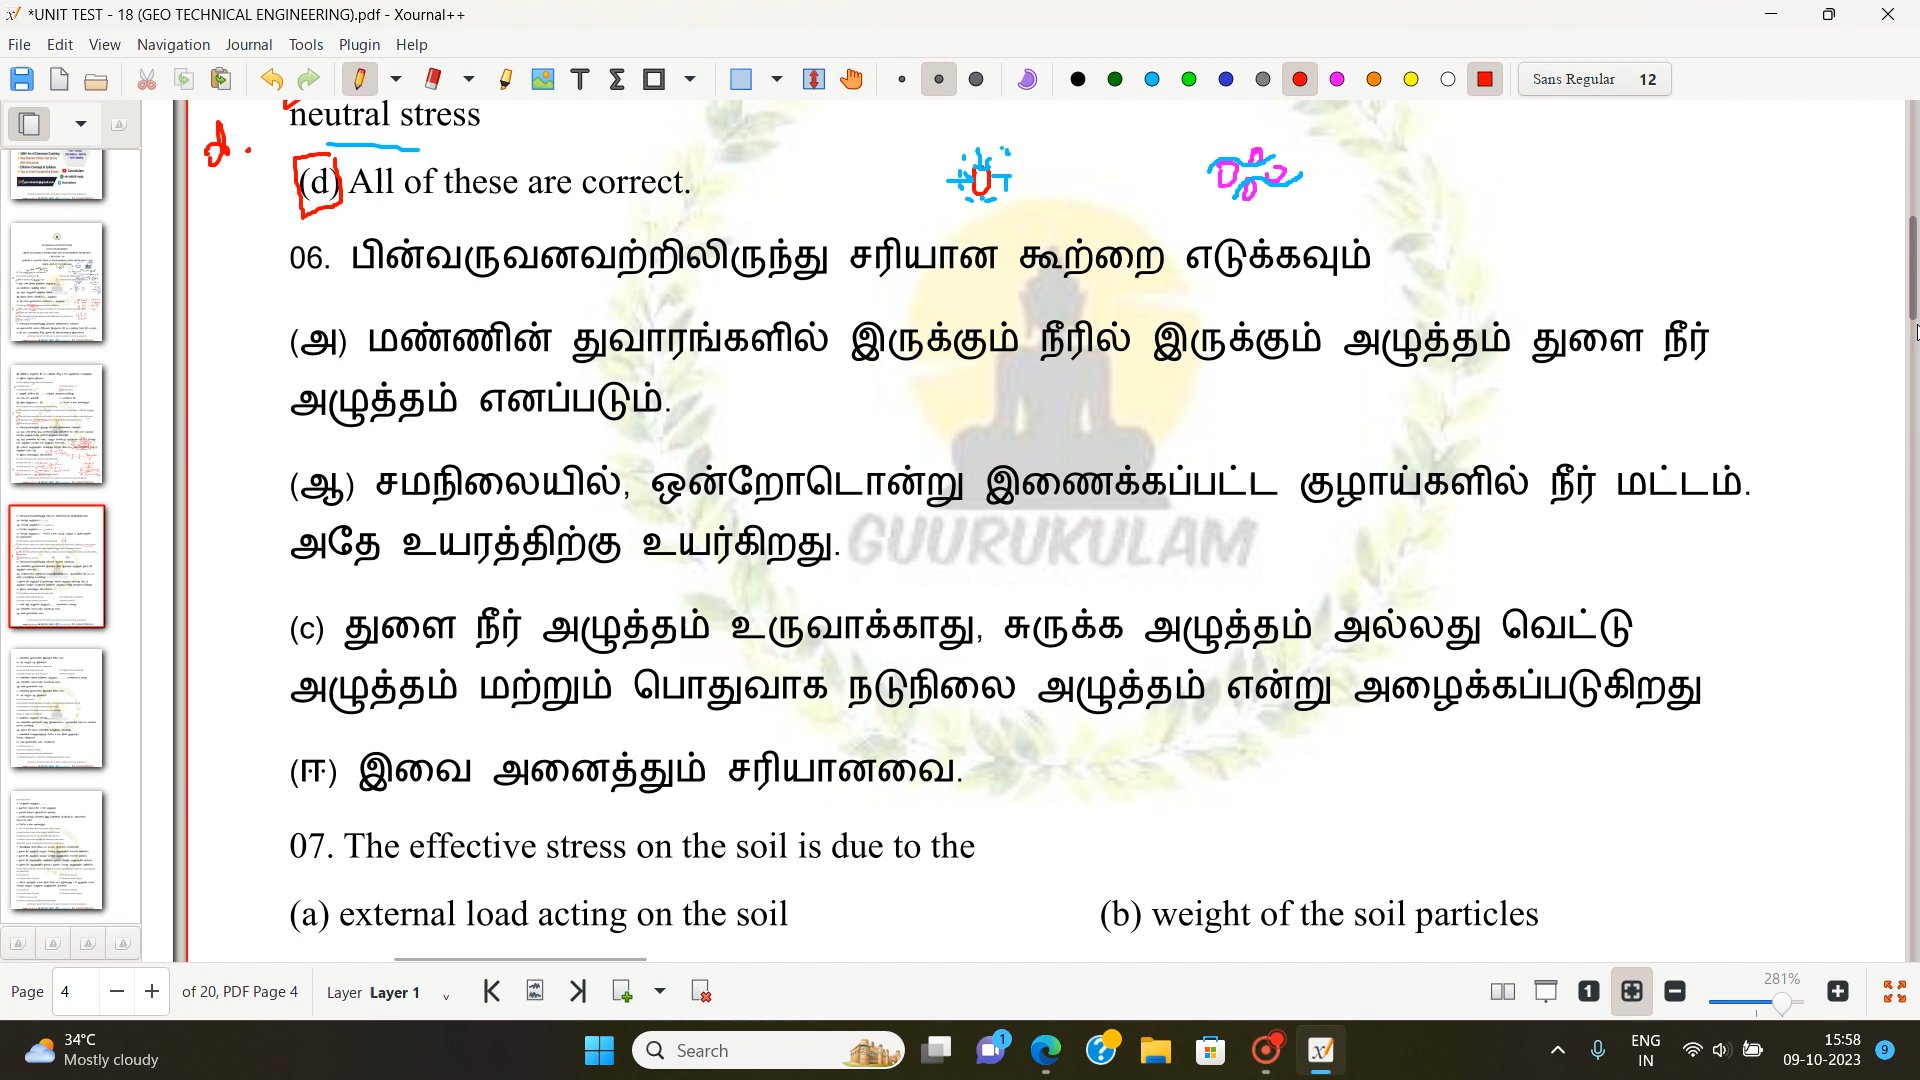 *UNIT TEST - 18 (GEO TECHNICAL ENGINEERING).pdf - Xournal++
File Edit View Navigation Journal Tools Plugin Help
Sans Regular 12
neutral stress
d.
(d) All of these are correct.
06. பின்வருவனவற்றிலிருந்து சரியான கூற்றை எடுக்கவும்
(அ) மண்ணின் துவாரங்களில் இருக்கும் நீரில் இருக்கும் அழுத்தம் துளை நீர்
அழுத்தம் எனப்படும்.
(ஆ) சமநிலையில், ஒன்றோடொன்று இணைக்கப்பட்ட குழாய்களில் நீர் மட்டம்.
அதே உயரத்திற்கு உயர்கிறது.
GUURUKULAM
(c) துளை நீர் அழுத்தம் உருவாக்காது, சுருக்க அழுத்தம் அல்லது வெட்டு
அழுத்தம் மற்றும் பொதுவாக நடுநிலை அழுத்தம் என்று அழைக்கப்படுகிறது
(ஈ) இவை அனைத்தும் சரியானவை.
07. The effective stress on the soil is due to the
(a) external load acting on the soil (b) weight of the soil particles
Page 4 of 20, PDF Page 4 Layer Layer 1 281%
34°C
Mostly cloudy
Search
1
ENG
IN
15:58
09-10-2023
9